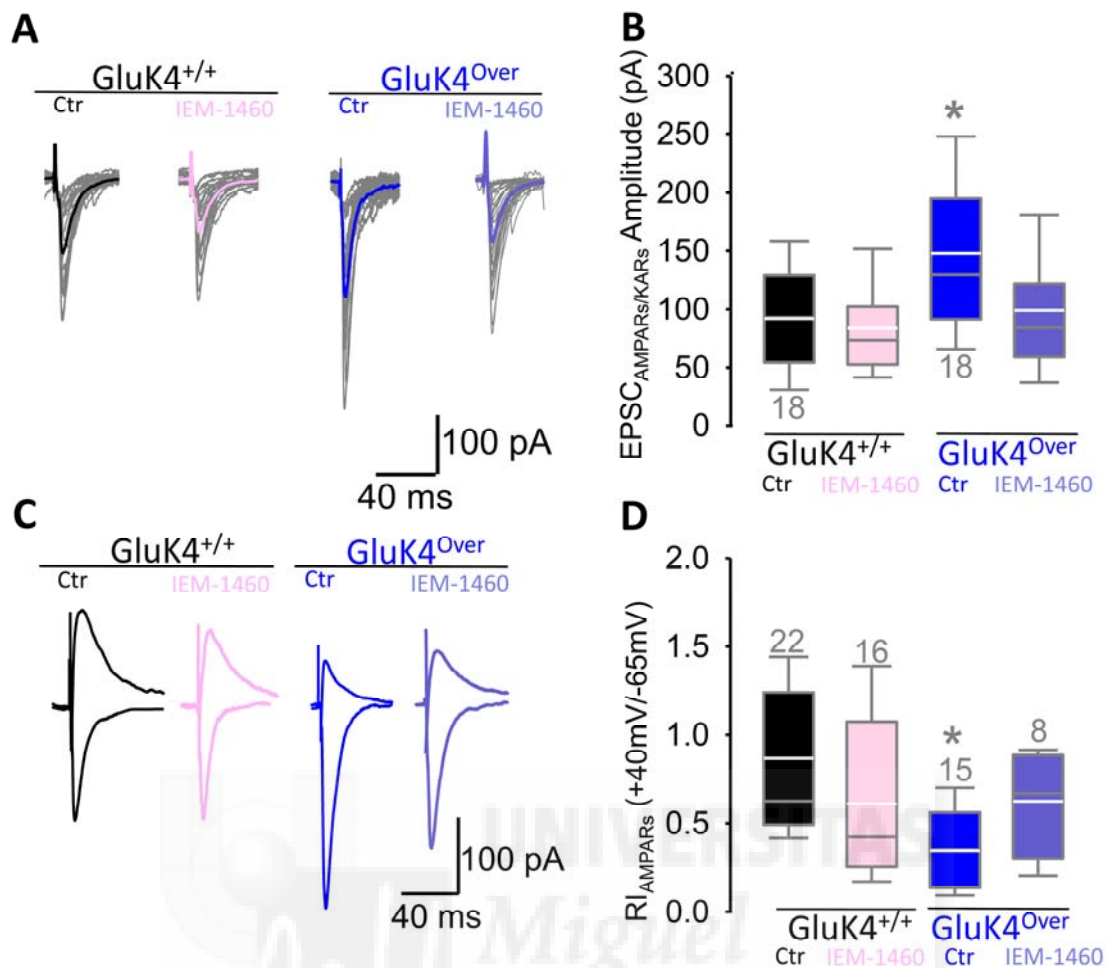 A
GluK4+/+
GluK4Over
Ctr
IEM-1460
Ctr
IEM-1460
100 pA
40 ms
B
EPSCAMPARs/KARs Amplitude (pA)
300
250
200
150
100
50
0
*
18
18
GluK4+/+
GluK4Over
Ctr
IEM-1460
Ctr
IEM-1460
C
GluK4+/+
GluK4Over
Ctr
IEM-1460
Ctr
IEM-1460
100 pA
40 ms
D
RIAMPARs (+40mV/-65mV)
2.0
1.5
1.0
0.5
0.0
22
16
*
15
8
GluK4+/+
GluK4Over
Ctr
IEM-1460
Ctr
IEM-1460
UNIVERSITAS
Miguel